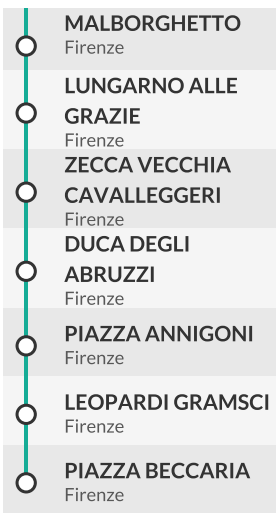 MALBORGHETTO
Firenze
LUNGARNO ALLE
GRAZIE
Firenze
ZECCA VECCHIA
CAVALLEGGERI
Firenze
DUCA DEGLI
ABRUZZI
Firenze
PIAZZA ANNIGONI
Firenze
LEOPARDI GRAMSCI
Firenze
PIAZZA BECCARIA
Firenze